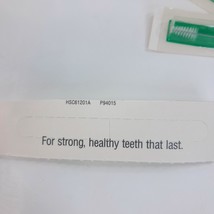 HSC61201A P94015
For strong, healthy teeth that last.